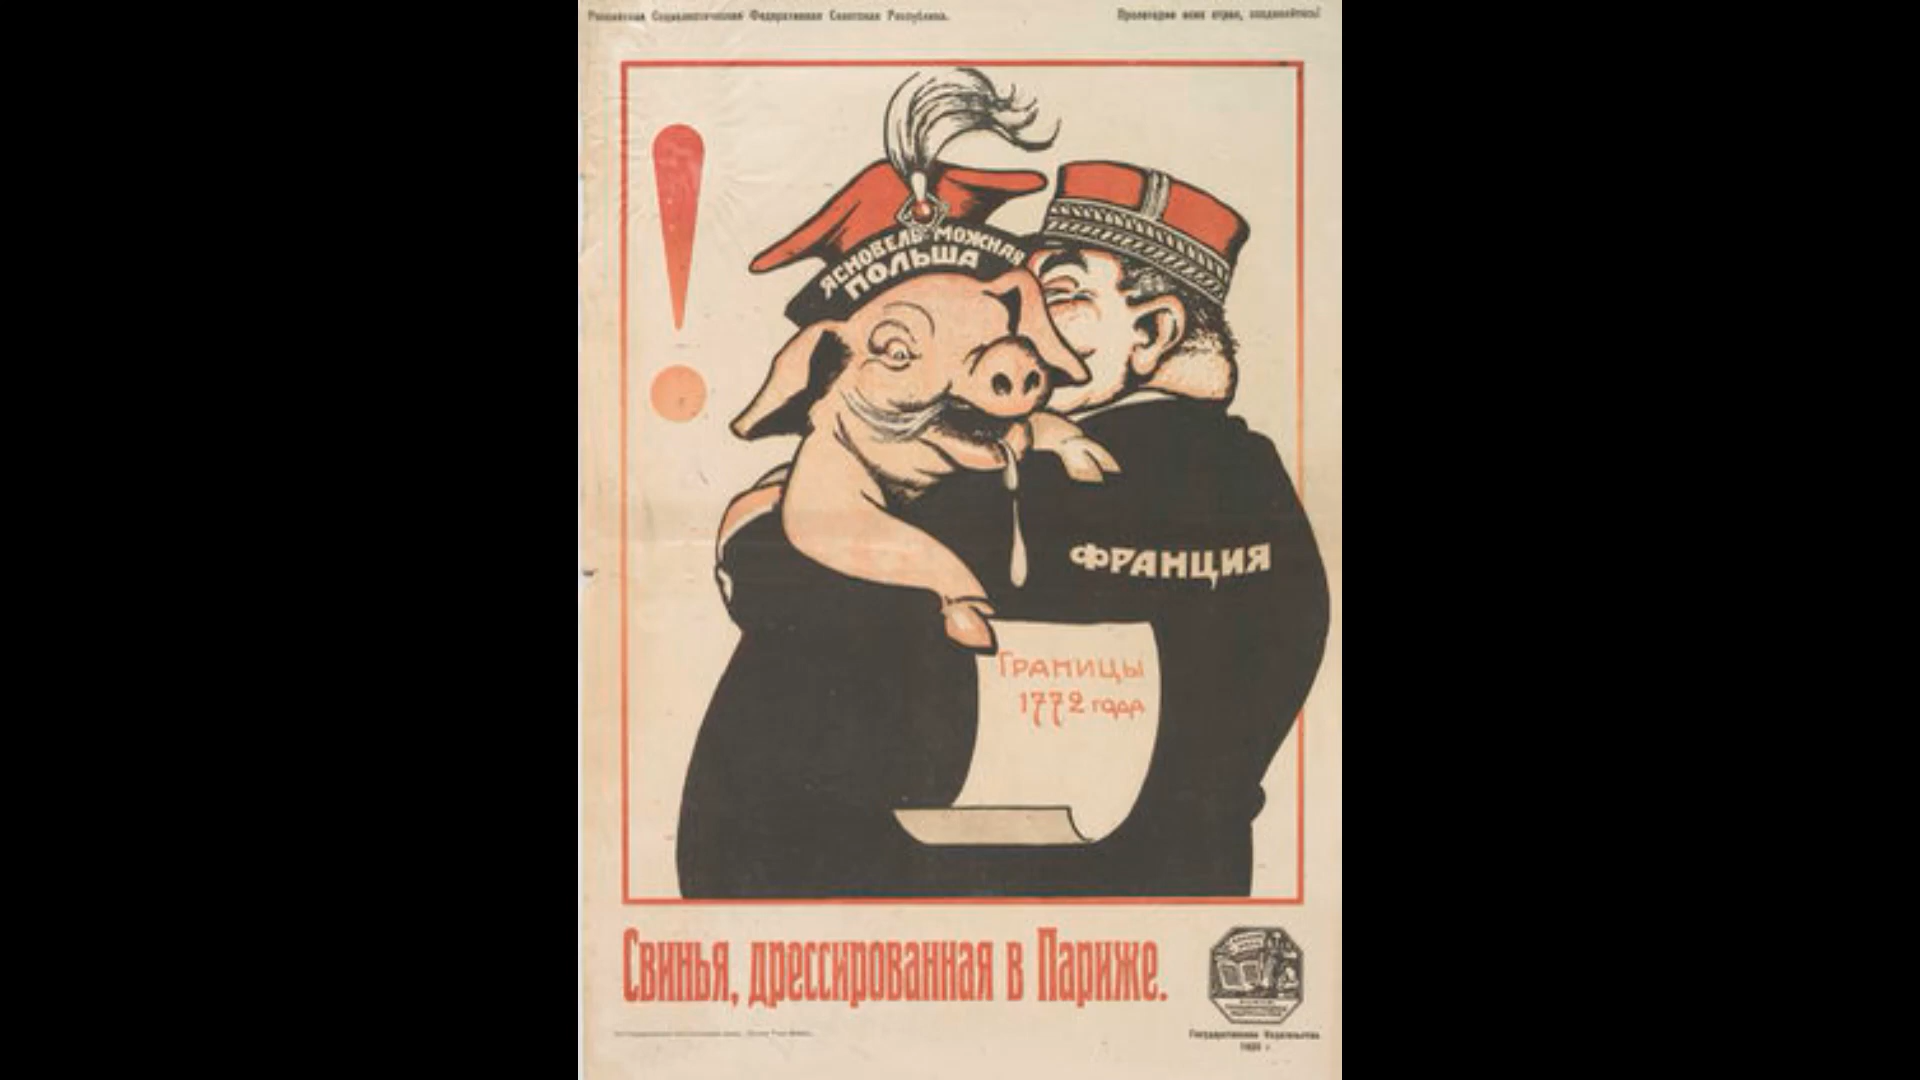 Российская Социалистическая Федеративная Советская Республика.
Пролетарии всех стран, соединяйтесь!
!
ЯСНОВЕЛЬМОЖНАЯ
ПОЛЬША
ФРАНЦИЯ
ГРАНИЦЫ
1772 года
Свинья, дрессированная в Париже.
Государственное Издательство
1920 г.